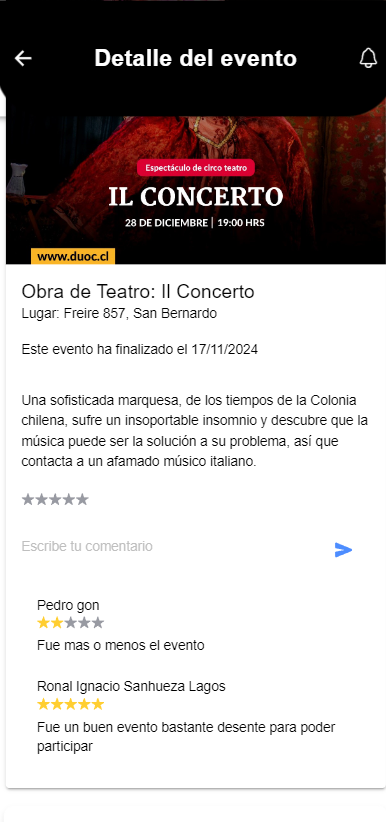 Detalle del evento
Espectáculo de circo teatro
IL CONCERTO
28 DE DICIEMBRE | 19:00 HRS
www.duoc.cl
Obra de Teatro: Il Concerto
Lugar: Freire 857, San Bernardo
Este evento ha finalizado el 17/11/2024
Una sofisticada marquesa, de los tiempos de la Colonia
chilena, sufre un insoportable insomnio y descubre que la
música puede ser la solución a su problema, así que
contacta a un afamado músico italiano.
Escribe tu comentario
Pedro gon
Fue mas o menos el evento
Ronal Ignacio Sanhueza Lagos
Fue un buen evento bastante desente para poder
participar